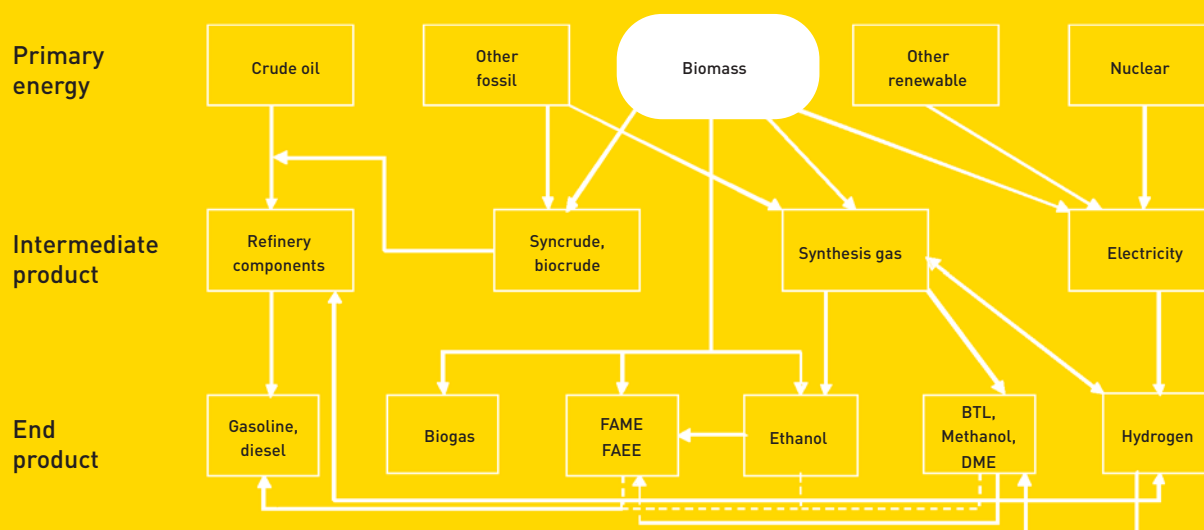 Primary
energy
Crude oil
Other
fossil
Biomass
Other
renewable
Nuclear
Intermediate
product
Refinery
components
Syncrude,
biocrude
Synthesis gas
Electricity
End
product
Gasoline,
diesel
Biogas
FAME
FAEE
Ethanol
BTL,
Methanol,
DME
Hydrogen